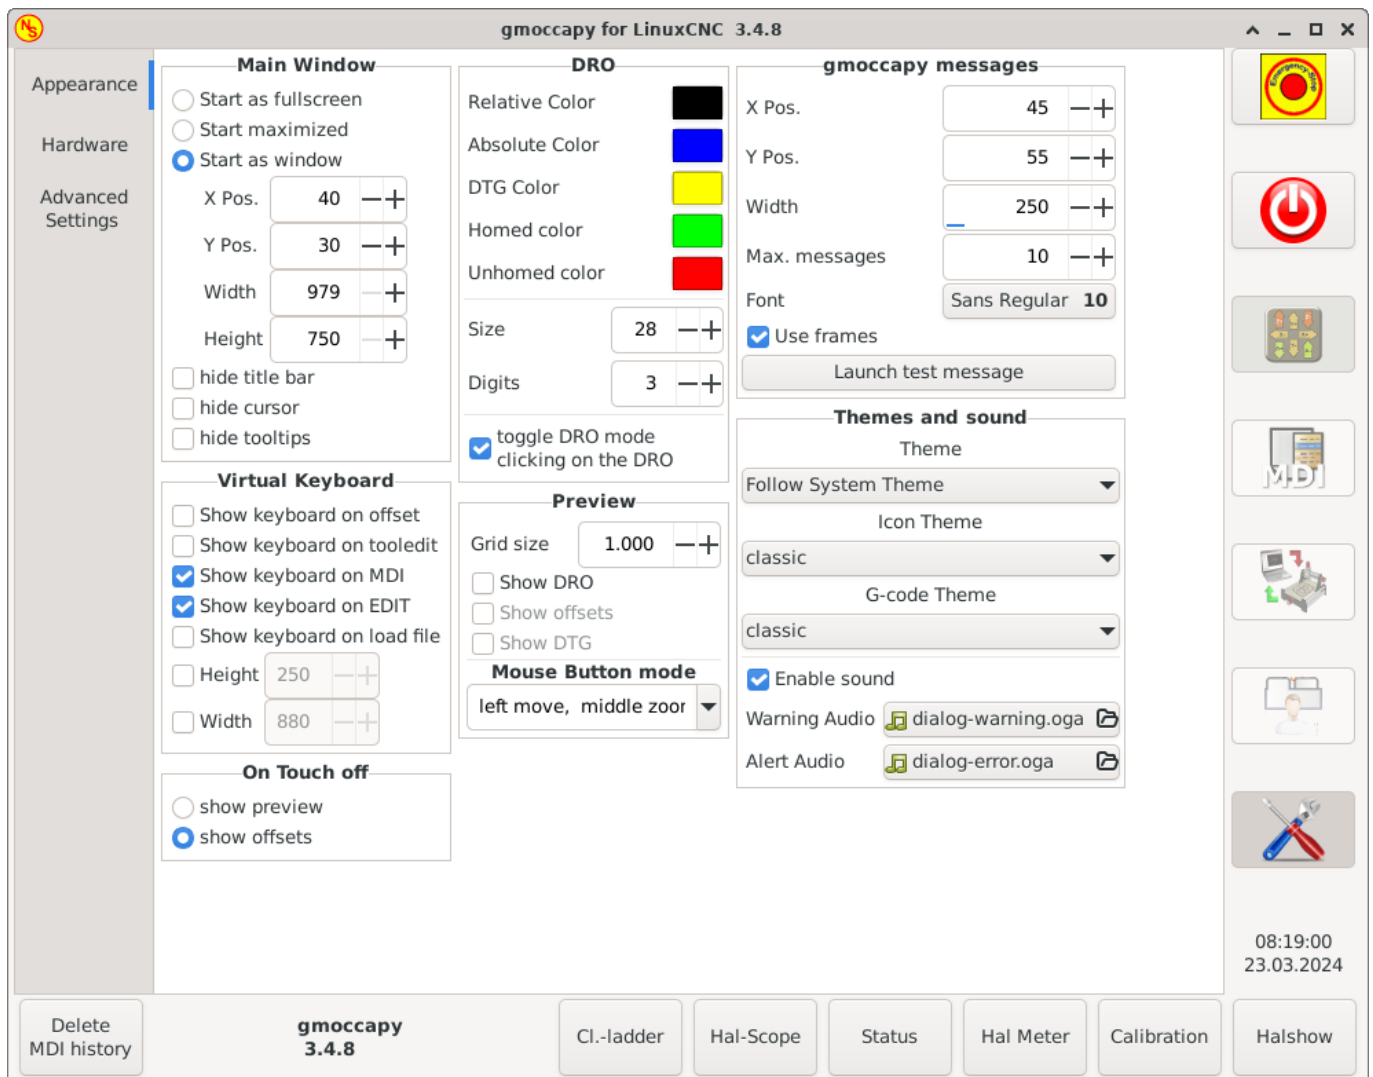 gmoccapy for LinuxCNC 3.4.8
Appearance
Hardware
Advanced
Settings
Main Window
Start as fullscreen
Start maximized
Start as window
X Pos. 40
Y Pos. 30
Width 979
Height 750
hide title bar
hide cursor
hide tooltips
Virtual Keyboard
Show keyboard on offset
Show keyboard on tooledit
Show keyboard on MDI
Show keyboard on EDIT
Show keyboard on load file
Height 250
Width 880
On Touch off
show preview
show offsets
DRO
Relative Color
Absolute Color
DTG Color
Homed color
Unhomed color
Size 28
Digits 3
toggle DRO mode
clicking on the DRO
Preview
Grid size 1.000
Show DRO
Show offsets
Show DTG
Mouse Button mode
left move, middle zoor
gmoccapy messages
X Pos. 45
Y Pos. 55
Width 250
Max. messages 10
Font Sans Regular 10
Use frames
Launch test message
Themes and sound
Theme
Follow System Theme
Icon Theme
classic
G-code Theme
classic
Enable sound
Warning Audio dialog-warning.oga
Alert Audio dialog-error.oga
Emergency-Stop
MDI
08:19:00
23.03.2024
Delete
MDI history
gmoccapy
3.4.8
Cl.-ladder
Hal-Scope
Status
Hal Meter
Calibration
Halshow